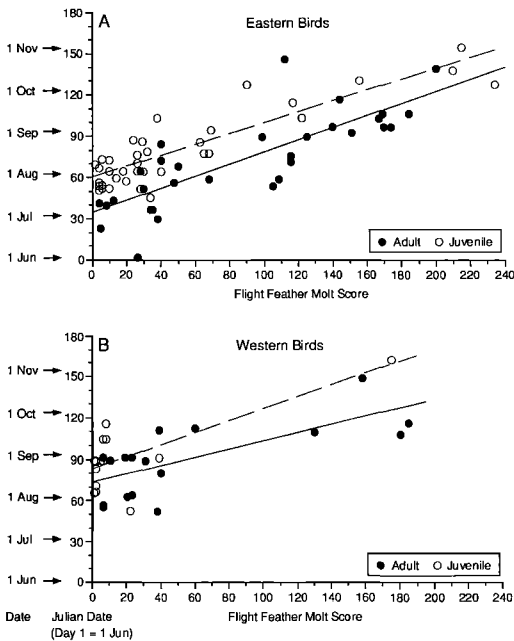 A
Eastern Birds
180
150
120
90
60
30
0
1 Nov
1 Oct
1 Sep
1 Aug
1 Jul
1 Jun
Adult Juvenile
0 20 40 60 80 100 120 140 160 180 200 220 240
Flight Feather Molt Score
B
Western Birds
180
150
120
90
60
30
0
1 Nov
1 Oct
1 Sep
1 Aug
1 Jul
1 Jun
Adult Juvenile
0 20 40 60 80 100 120 140 160 180 200 220 240
Date Julian Date Flight Feather Molt Score
(Day 1 = 1 Jun)